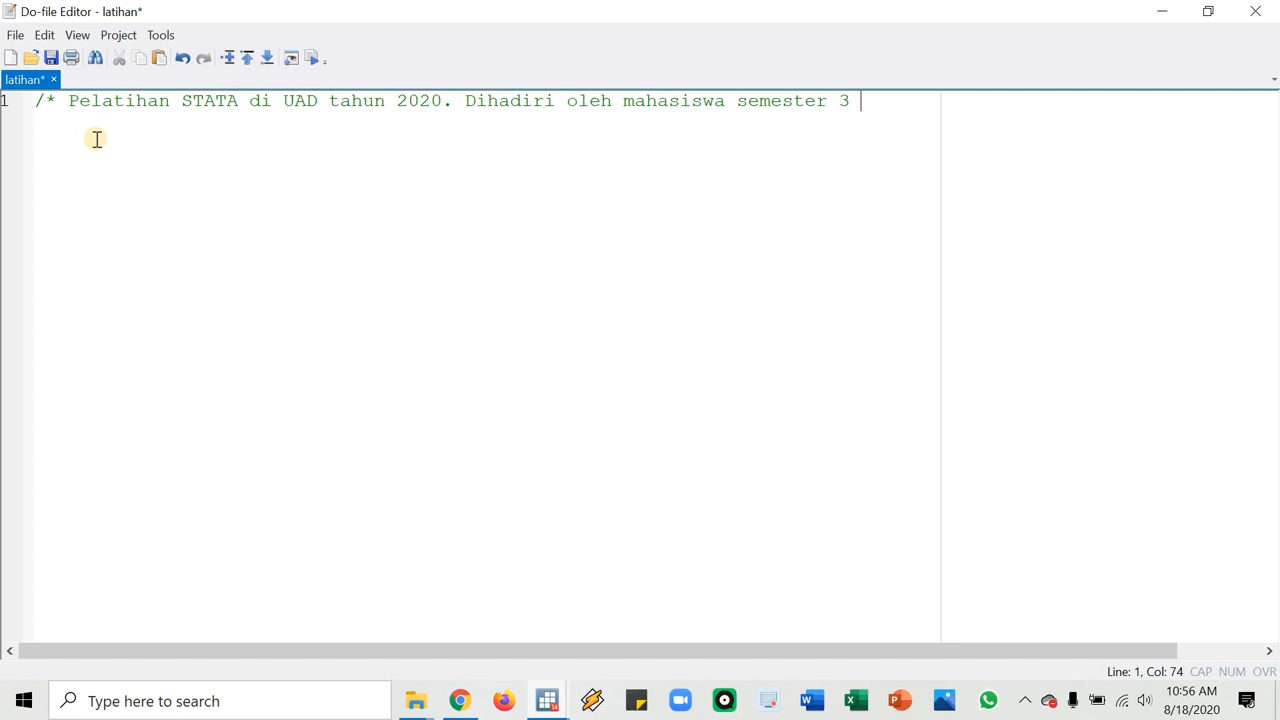 Do-file Editor - latihan*
File Edit View Project Tools
latihan* ×
1 /* Pelatihan STATA di UAD tahun 2020. Dihadiri oleh mahasiswa semester 3
Line: 1, Col: 74 CAP NUM OVR
Type here to search
10:56 AM
8/18/2020